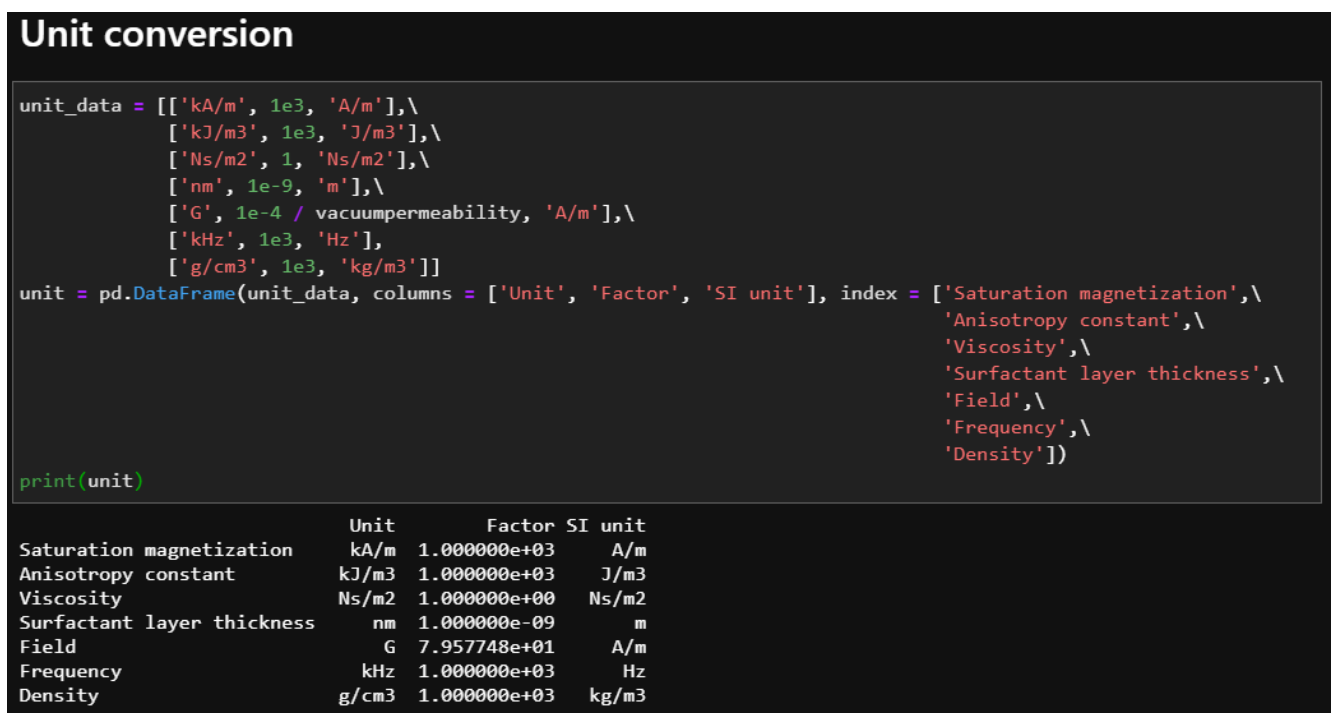 Unit conversion
unit_data = [['kA/m', 1e3, 'A/m'],\
             ['kJ/m3', 1e3, 'J/m3'],\
             ['Ns/m2', 1, 'Ns/m2'],\
             ['nm', 1e-9, 'm'],\
             ['G', 1e-4 / vacuumpermeability, 'A/m'],\
             ['kHz', 1e3, 'Hz'],
             ['g/cm3', 1e3, 'kg/m3']]
unit = pd.DataFrame(unit_data, columns = ['Unit', 'Factor', 'SI unit'], index = ['Saturation magnetization',\
                                                                                 'Anisotropy constant',\
                                                                                 'Viscosity',\
                                                                                 'Surfactant layer thickness',\
                                                                                 'Field',\
                                                                                 'Frequency',\
                                                                                 'Density'])
print(unit)
                             Unit        Factor SI unit
Saturation magnetization     kA/m  1.000000e+03     A/m
Anisotropy constant         kJ/m3  1.000000e+03    J/m3
Viscosity                   Ns/m2  1.000000e+00   Ns/m2
Surfactant layer thickness     nm  1.000000e-09       m
Field                           G  7.957748e+01     A/m
Frequency                     kHz  1.000000e+03      Hz
Density                     g/cm3  1.000000e+03   kg/m3